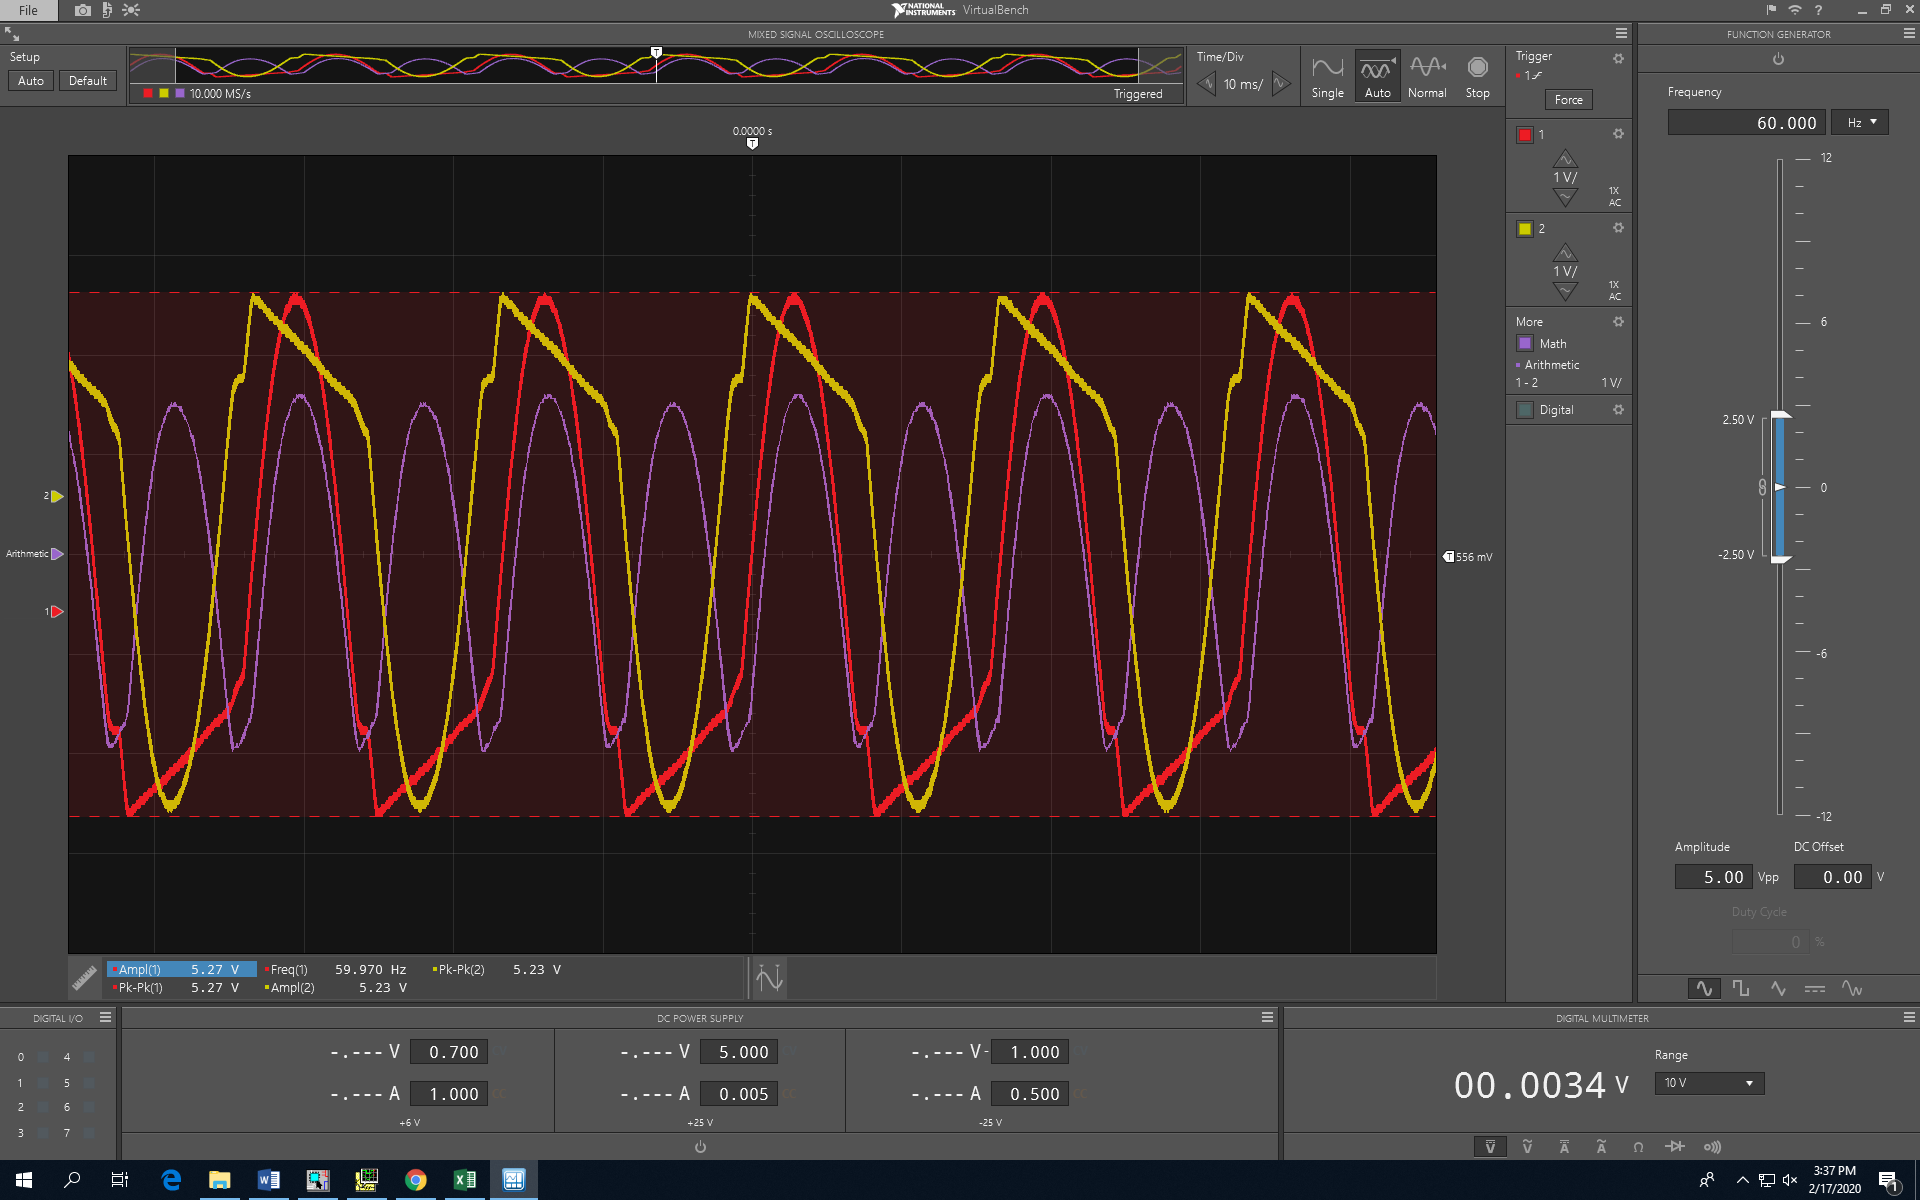 File
NATIONAL INSTRUMENTS VirtualBench
?
MIXED SIGNAL OSCILLOSCOPE
FUNCTION GENERATOR
Setup
Auto Default
T
10.000 MS/s
Triggered
Time/Div
10 ms/
Single Auto Normal Stop
Trigger
1
Force
0.0000 s
T
1
1 V/
1X
AC
2
1 V/
1X
AC
More
Math
Arithmetic
1 - 2 1 V/
Digital
2
Arithmetic
1
T 556 mV
Frequency
60.000 Hz
12
6
2.50 V
0
-2.50 V
-6
-12
Amplitude DC Offset
5.00 Vpp 0.00 V
Duty Cycle
0 %
Ampl(1) 5.27 V Freq(1) 59.970 Hz Pk-Pk(2) 5.23 V
Pk-Pk(1) 5.27 V Ampl(2) 5.23 V
DIGITAL I/O
0 4
1 5
2 6
3 7
DC POWER SUPPLY
-.--- V 0.700 -.--- V 5.000 -.--- V - 1.000
-.--- A 1.000 -.--- A 0.005 -.--- A 0.500
+6 V +25 V -25 V
DIGITAL MULTIMETER
00.0034 V
Range
10 V
V V A A Ω
3:37 PM
2/17/2020
1